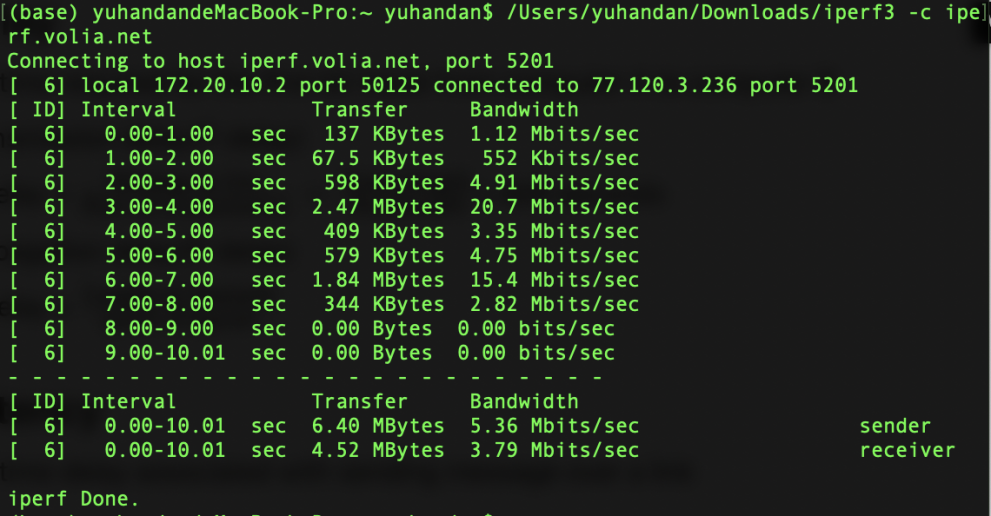 (base) yuhandandeMacBook-Pro:~ yuhandan$ /Users/yuhandan/Downloads/iperf3 -c ipe
rf.volia.net
Connecting to host iperf.volia.net, port 5201
[  6] local 172.20.10.2 port 50125 connected to 77.120.3.236 port 5201
[ ID] Interval           Transfer     Bandwidth
[  6]   0.00-1.00   sec   137 KBytes  1.12 Mbits/sec
[  6]   1.00-2.00   sec  67.5 KBytes   552 Kbits/sec
[  6]   2.00-3.00   sec   598 KBytes  4.91 Mbits/sec
[  6]   3.00-4.00   sec  2.47 MBytes  20.7 Mbits/sec
[  6]   4.00-5.00   sec   409 KBytes  3.35 Mbits/sec
[  6]   5.00-6.00   sec   579 KBytes  4.75 Mbits/sec
[  6]   6.00-7.00   sec  1.84 MBytes  15.4 Mbits/sec
[  6]   7.00-8.00   sec   344 KBytes  2.82 Mbits/sec
[  6]   8.00-9.00   sec  0.00 Bytes  0.00 bits/sec
[  6]   9.00-10.01  sec  0.00 Bytes  0.00 bits/sec
- - - - - - - - - - - - - - - - - - - - - - - - -
[ ID] Interval           Transfer     Bandwidth
[  6]   0.00-10.01  sec  6.40 MBytes  5.36 Mbits/sec                  sender
[  6]   0.00-10.01  sec  4.52 MBytes  3.79 Mbits/sec                  receiver
iperf Done.